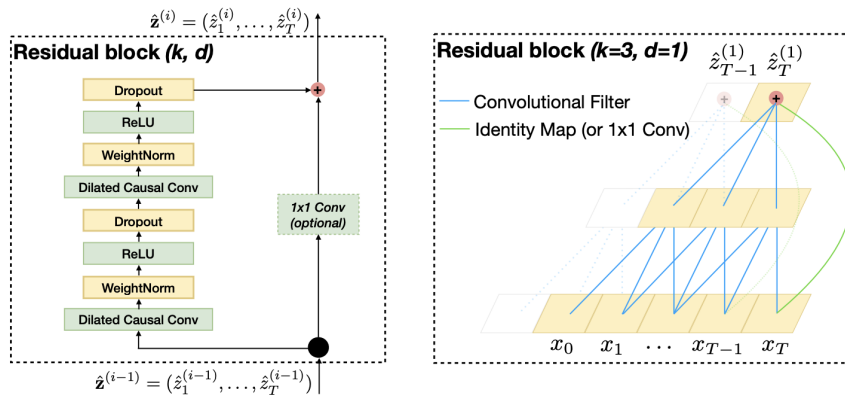 ẑ^(i) = (ẑ_1^(i), . . . , ẑ_T^(i))
Residual block (k, d)
Dropout
ReLU
WeightNorm
Dilated Causal Conv
Dropout
ReLU
WeightNorm
Dilated Causal Conv
1x1 Conv
(optional)
ẑ^(i−1) = (ẑ_1^(i−1), . . . , ẑ_T^(i−1))
Residual block (k=3, d=1)
ẑ_{T−1}^(1) ẑ_T^(1)
Convolutional Filter
Identity Map (or 1x1 Conv)
x_0 x_1 . . . x_{T−1} x_T